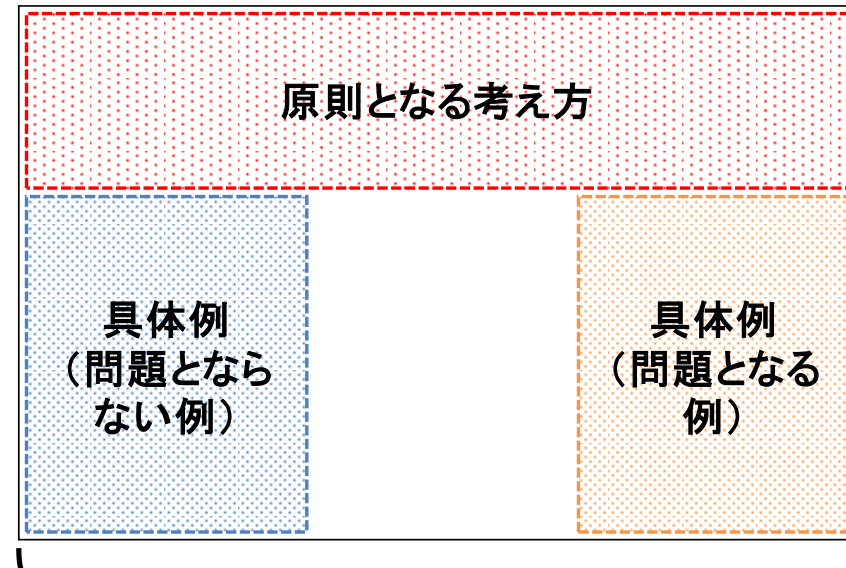 原則となる考え方
具体例
（問題となら
ない例）
具体例
（問題となる
例）